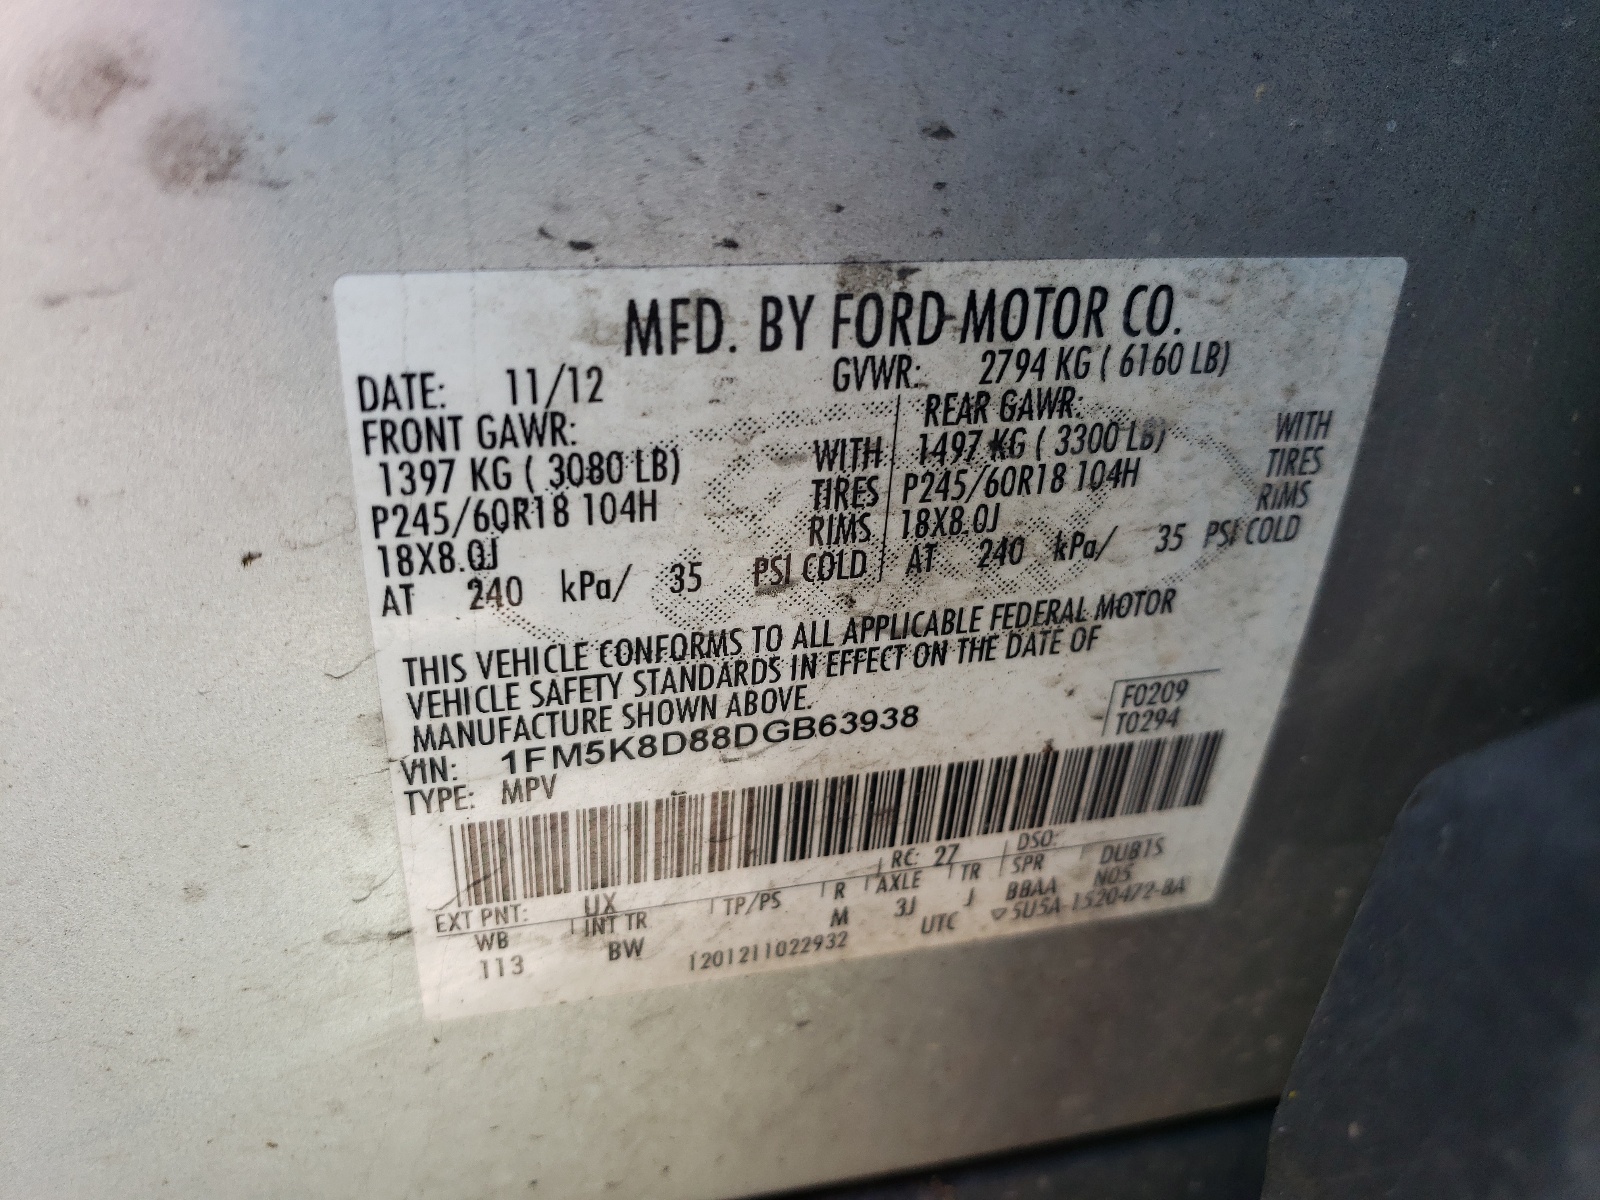 MFD. BY FORD MOTOR CO.
DATE: 11/12 GVWR: 2794 KG ( 6160 LB)
FRONT GAWR: REAR GAWR:
1397 KG ( 3080 LB) WITH 1497 KG ( 3300 LB) WITH
P245/60R18 104H TIRES P245/60R18 104H TIRES
18X8.0J RIMS 18X8.0J RIMS
AT 240 kPa/ 35 PSI COLD AT 240 kPa/ 35 PSI COLD
THIS VEHICLE CONFORMS TO ALL APPLICABLE FEDERAL MOTOR
VEHICLE SAFETY STANDARDS IN EFFECT ON THE DATE OF
MANUFACTURE SHOWN ABOVE.
F0209
T0294
VIN: 1FM5K8D88DGB63938
TYPE: MPV
EXT PNT: UX RC: 27 DSO:
WB INT TR TP/PS R AXLE TR SPR DUBIS
113 BW M 3J J BBAA N05
1201211022932 UTC ▽5U5A-1520472-BA